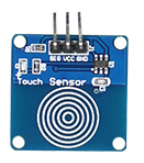 SIG VCC GND
Touch Sensor